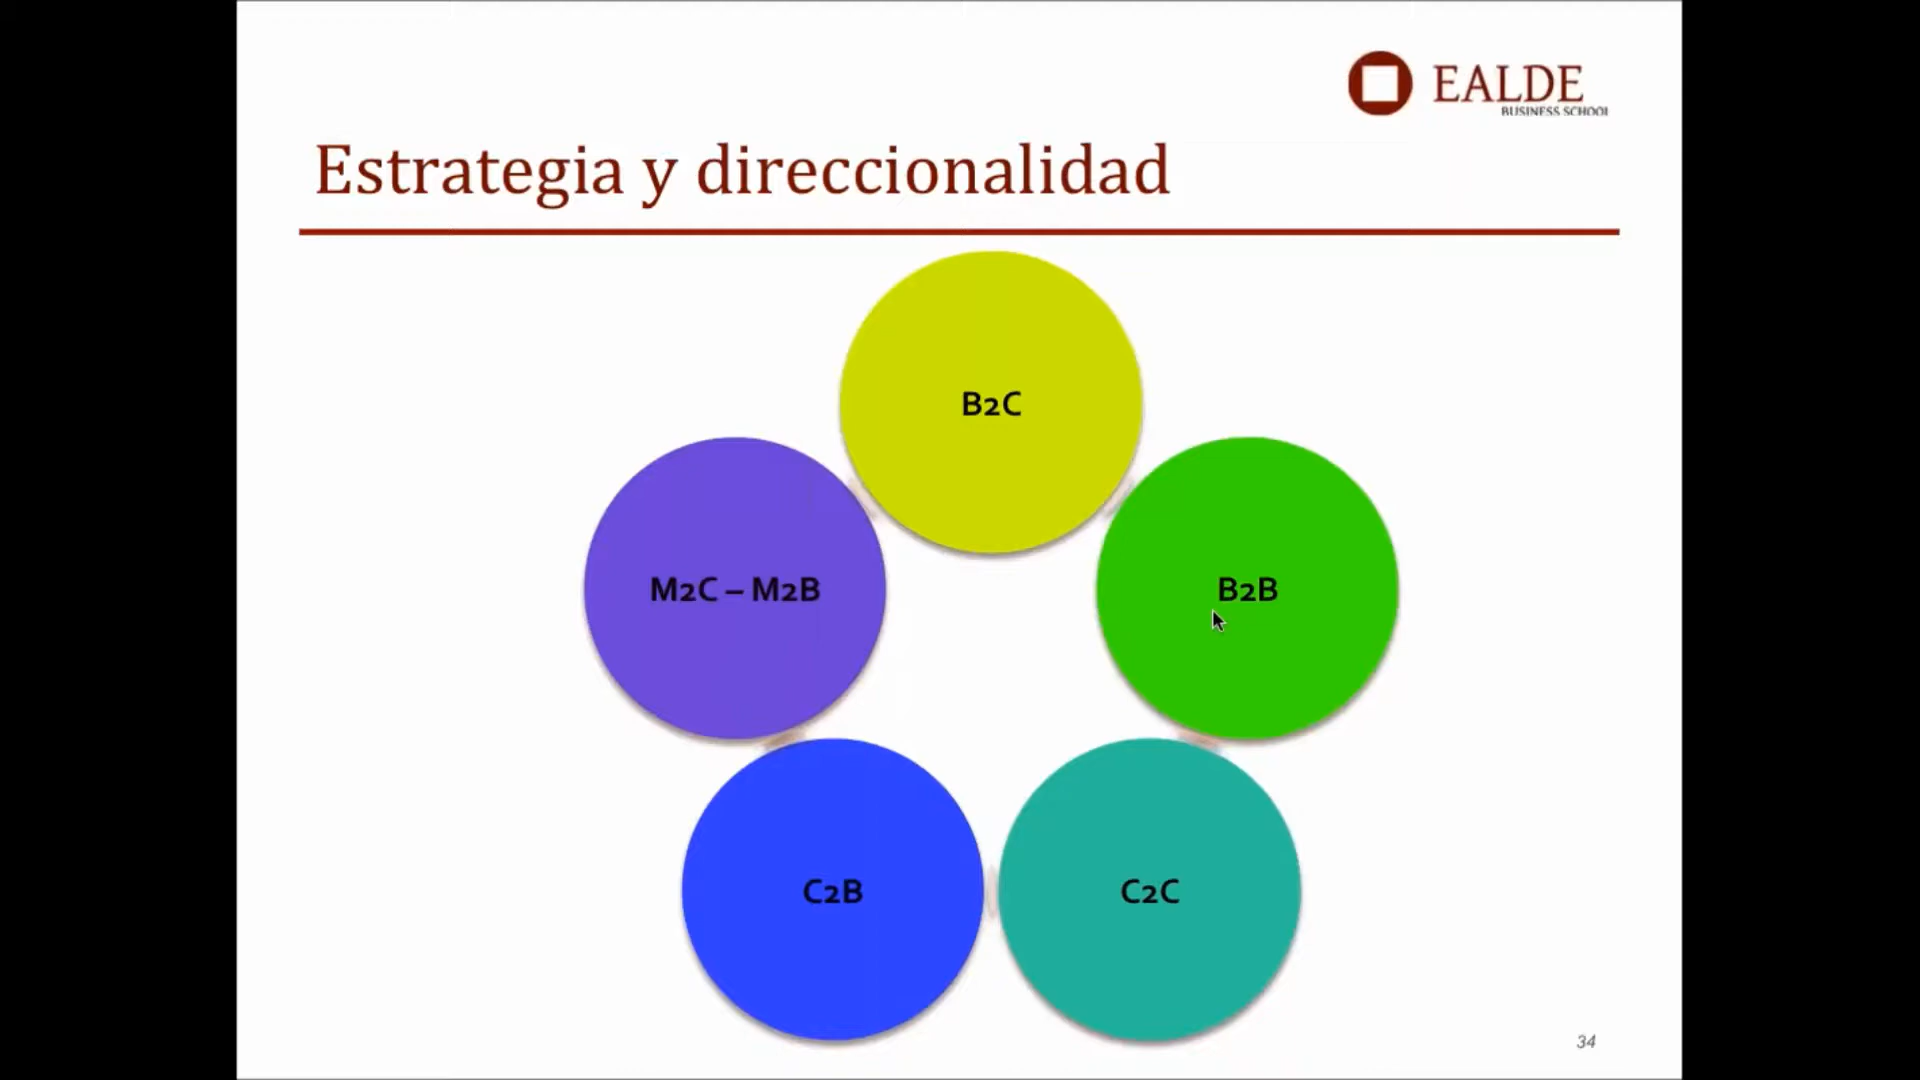 EALDE
BUSINESS SCHOOL
Estrategia y direccionalidad
B2C
M2C – M2B
B2B
C2B
C2C
34